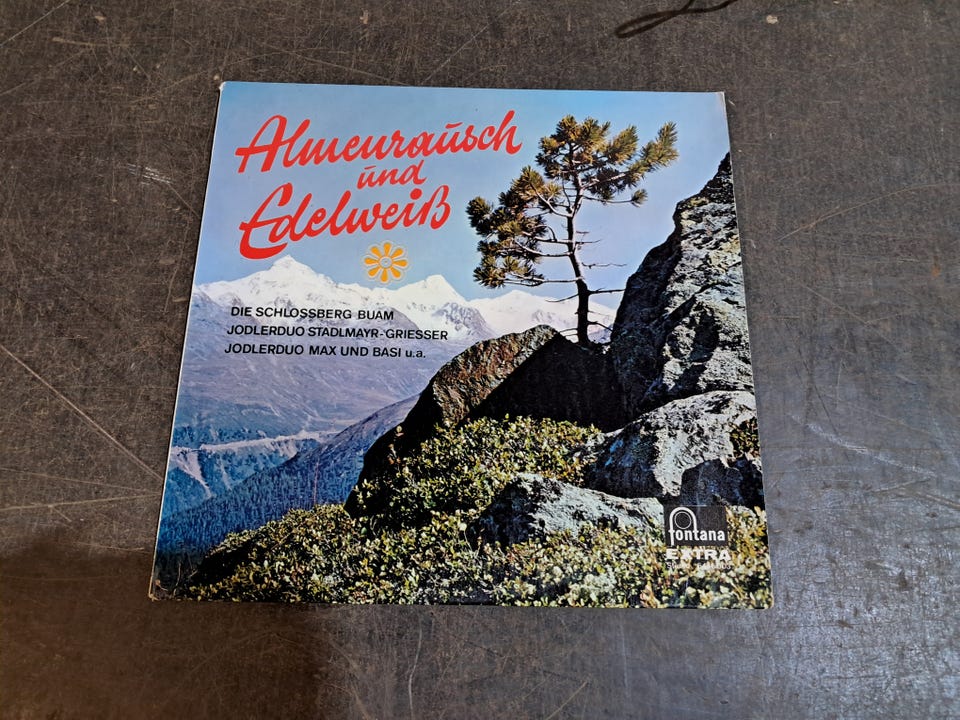 Almenrausch
und
Edelweiß
DIE SCHLOSSBERG BUAM
JODLERDUO STADLMAYR-GRIESSER
JODLERDUO MAX UND BASI u.a.
fontana
EXTRA